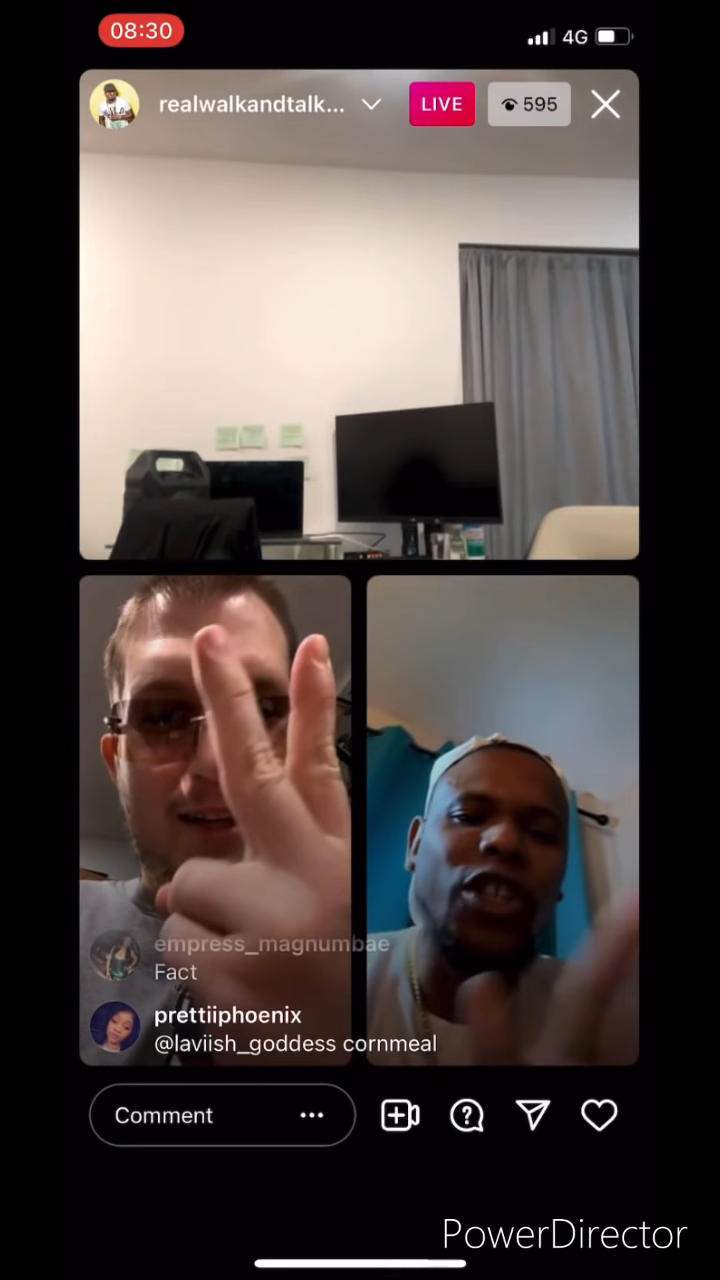 08:30
4G
realwalkandtalk...
LIVE
595
empress_magnumbae
Fact
prettiiphoenix
@laviish_goddess cornmeal
Comment
PowerDirector